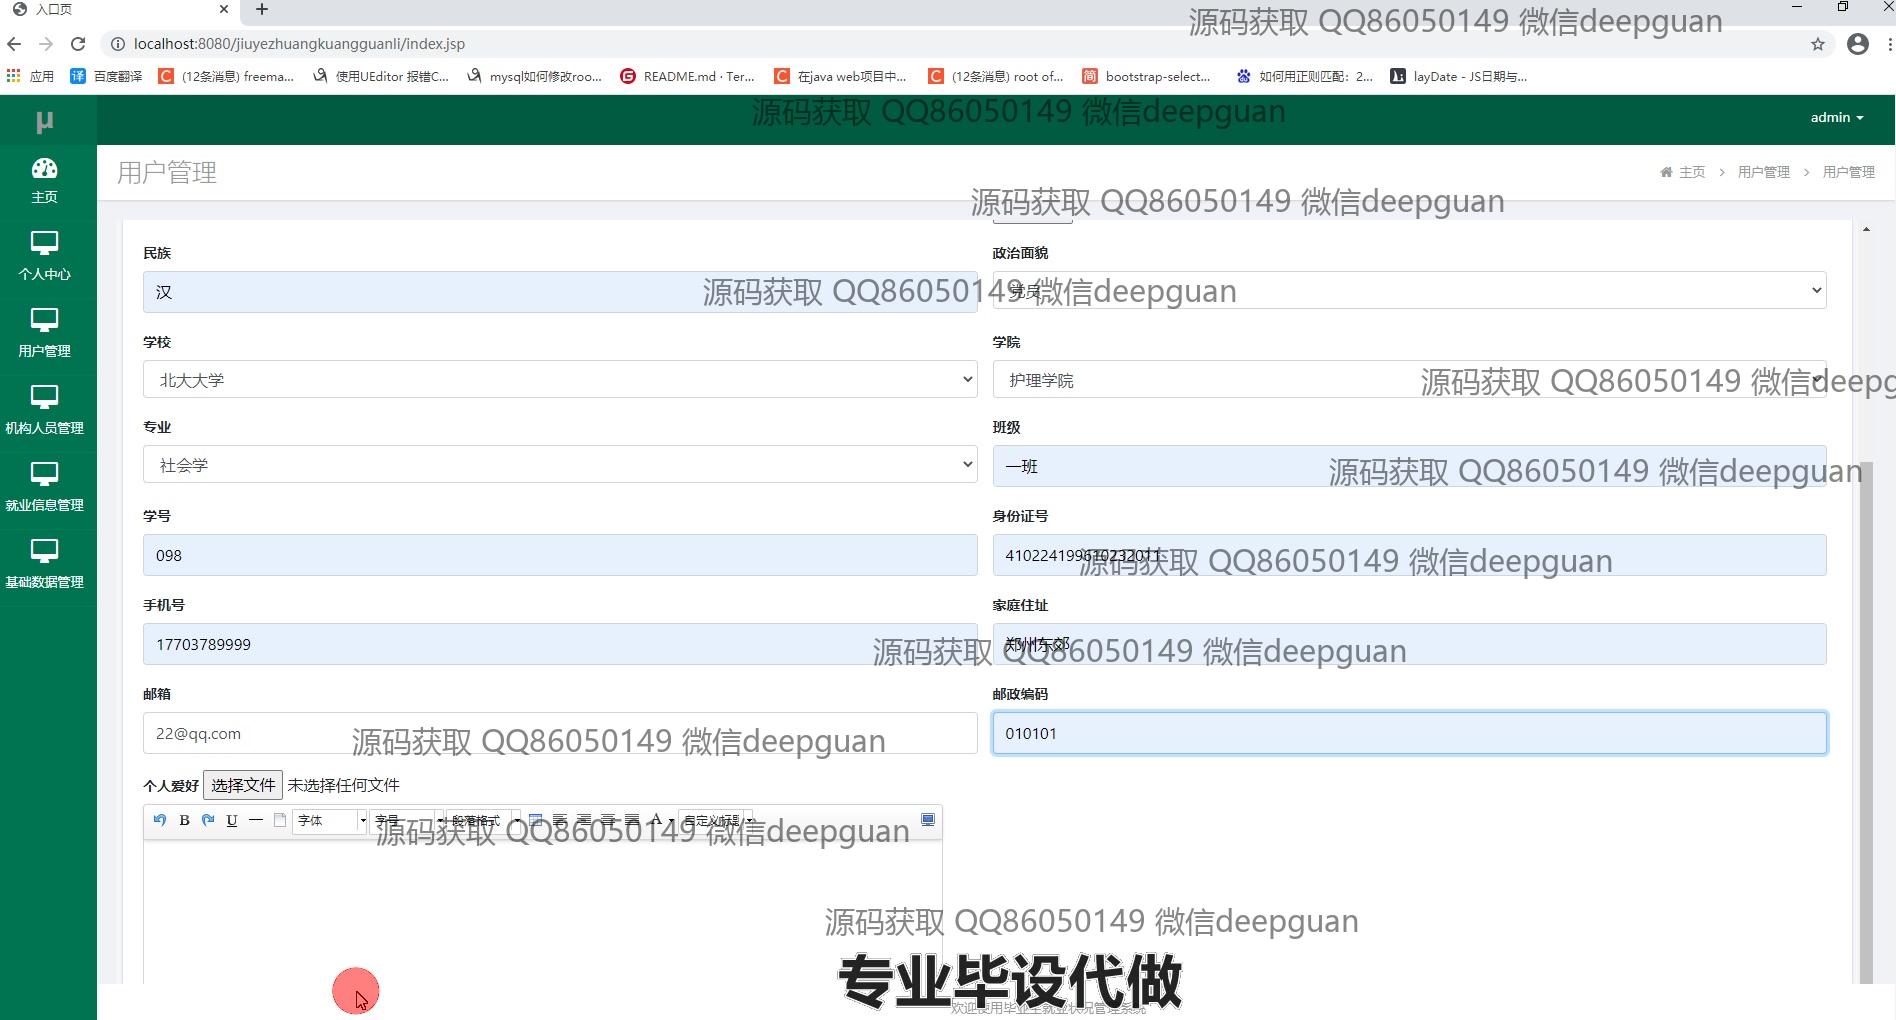 入口页
源码获取 QQ86050149 微信deepguan
localhost:8080/jiuyezhuangkuangguanli/index.jsp
应用 百度翻译 (12条消息) freema... 使用UEditor 报错C... mysql如何修改roo... README.md · Ter... 在java web项目中... (12条消息) root of... bootstrap-select... 如何用正则匹配：2... layDate - JS日期与...
源码获取 QQ86050149 微信deepguan
μ
admin
主页
用户管理
主页 > 用户管理 > 用户管理
源码获取 QQ86050149 微信deepguan
个人中心
用户管理
机构人员管理
就业信息管理
基础数据管理
民族 政治面貌
汉 党员
源码获取 QQ86050149 微信deepguan
学校 学院
北大大学 护理学院
源码获取 QQ86050149 微信deepg
专业 班级
社会学 一班
源码获取 QQ86050149 微信deepguan
学号 身份证号
098 410224199610232011
源码获取 QQ86050149 微信deepguan
手机号 家庭住址
17703789999 郑州东郊
源码获取 QQ86050149 微信deepguan
邮箱 邮政编码
22@qq.com 010101
源码获取 QQ86050149 微信deepguan
个人爱好 选择文件 未选择任何文件
B U 字体 字号 段落格式 A 自定义标题
源码获取 QQ86050149 微信deepguan
源码获取 QQ86050149 微信deepguan
专业毕设代做
欢迎使用毕业生就业状况管理系统